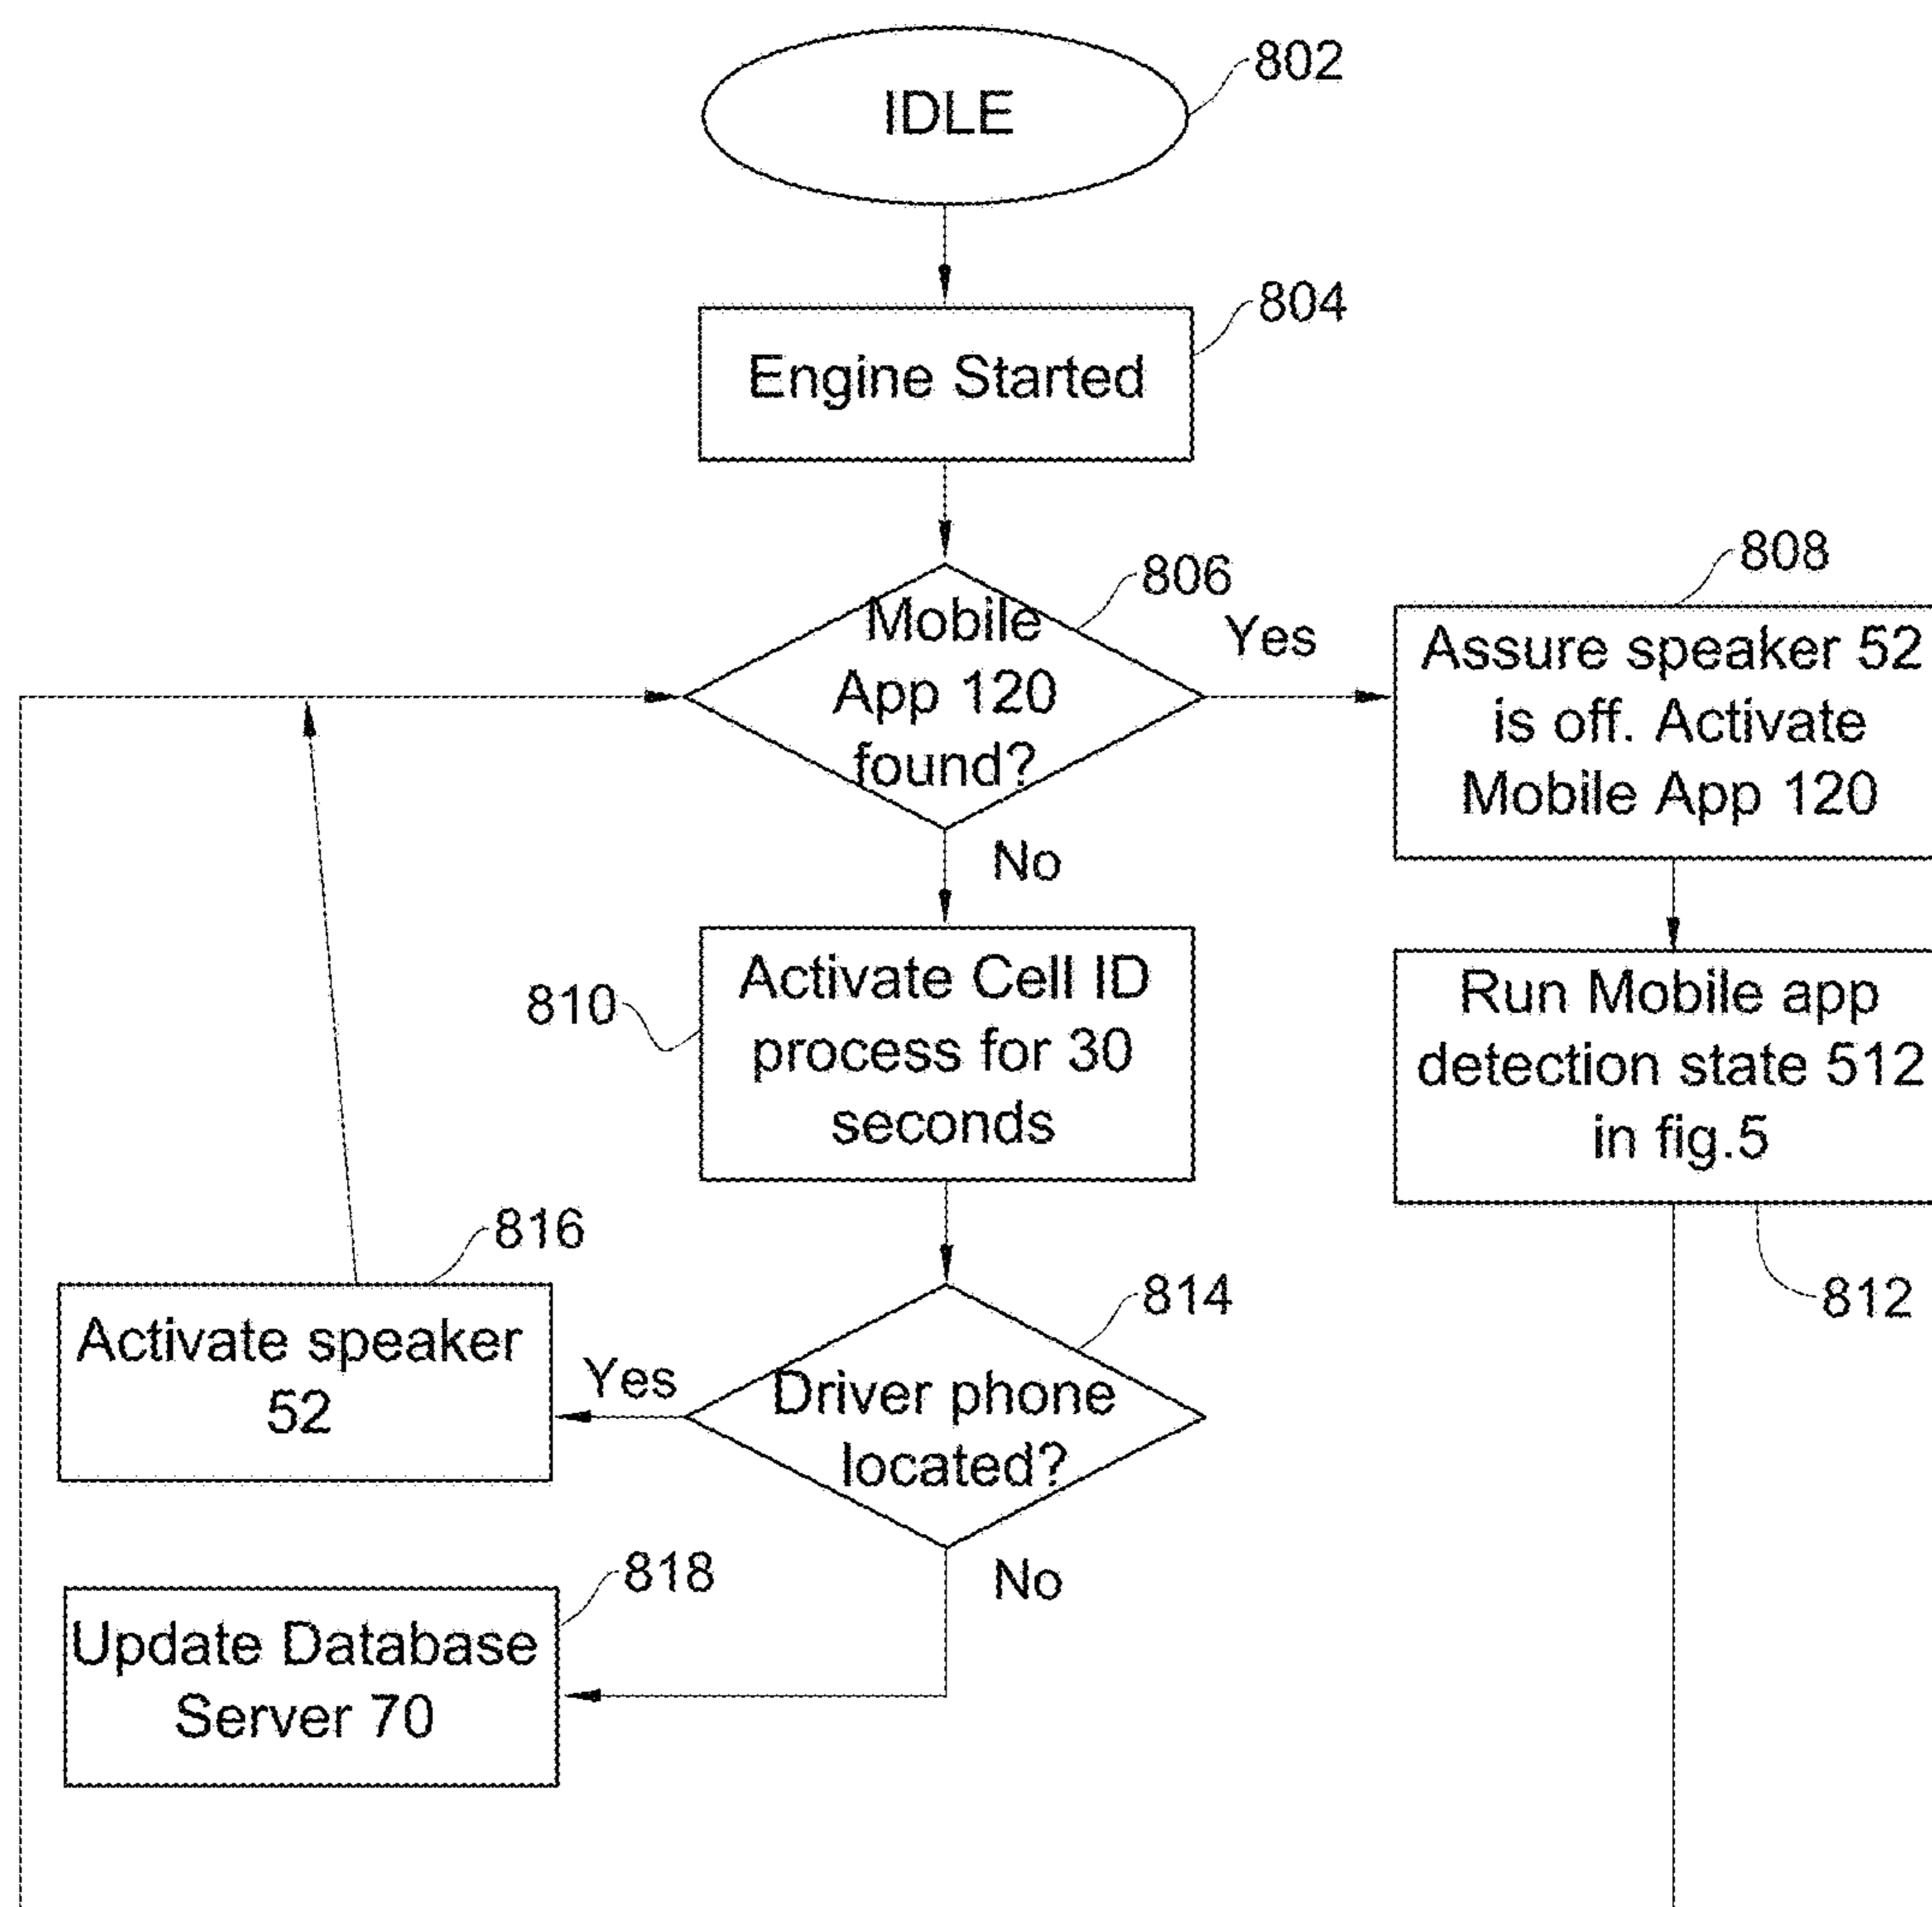 IDLE
802
Engine Started
804
Mobile
App 120
found?
806
Yes
No
Assure speaker 52
is off. Activate
Mobile App 120
808
Activate Cell ID
process for 30
seconds
810
Run Mobile app
detection state 512
in fig.5
812
Driver phone
located?
814
Yes
No
Activate speaker
52
816
Update Database
Server 70
818